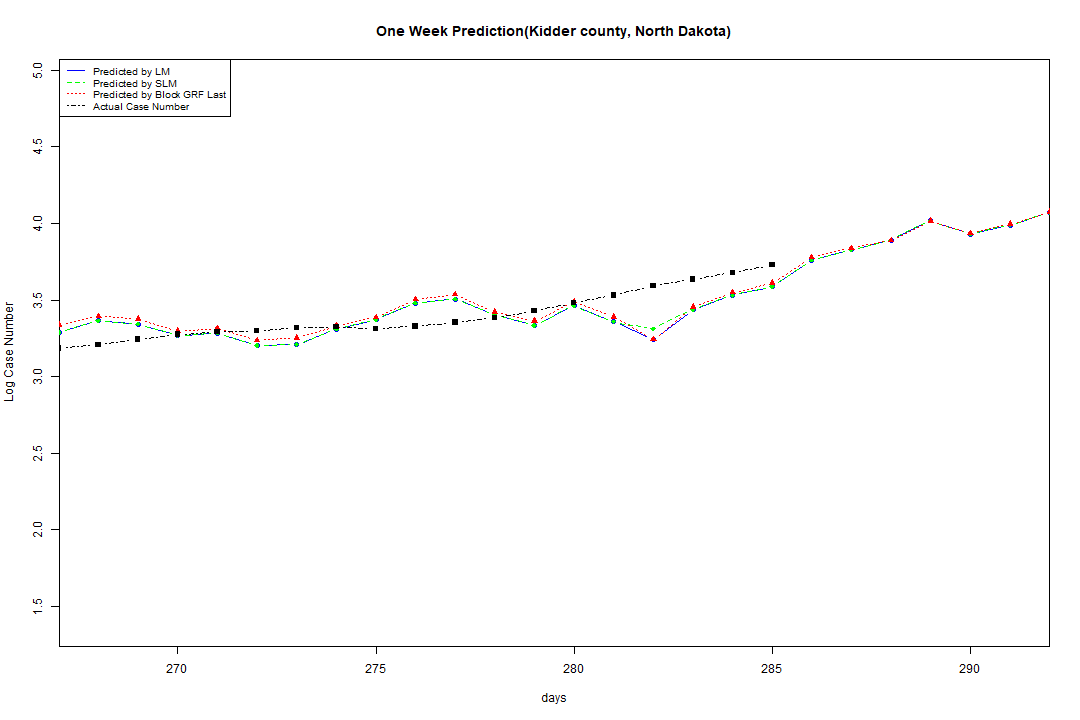 One Week Prediction(Kidder county, North Dakota)
Predicted by LM
Predicted by SLM
Predicted by Block GRF Last
Actual Case Number
5.0
4.5
4.0
3.5
3.0
2.5
2.0
1.5
Log Case Number
270
275
280
285
290
days